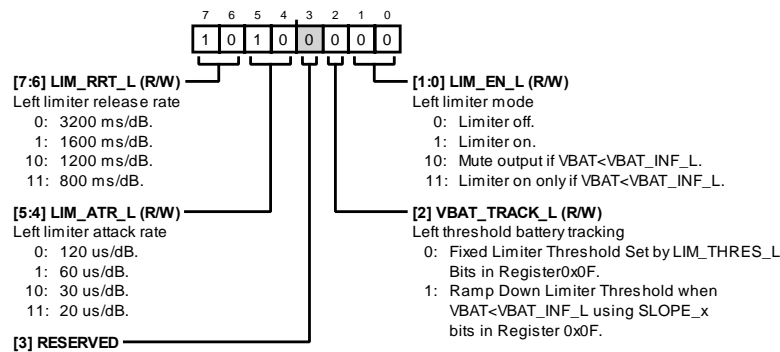 7 6 5 4 3 2 1 0
1 0 1 0 0 0 0 0
[7:6] LIM_RRT_L (R/W)
Left limiter release rate
0: 3200 ms/dB.
1: 1600 ms/dB.
10: 1200 ms/dB.
11: 800 ms/dB.
[5:4] LIM_ATR_L (R/W)
Left limiter attack rate
0: 120 us/dB.
1: 60 us/dB.
10: 30 us/dB.
11: 20 us/dB.
[3] RESERVED
[1:0] LIM_EN_L (R/W)
Left limiter mode
0: Limiter off.
1: Limiter on.
10: Mute output if VBAT<VBAT_INF_L.
11: Limiter on only if VBAT<VBAT_INF_L.
[2] VBAT_TRACK_L (R/W)
Left threshold battery tracking
0: Fixed Limiter Threshold Set by LIM_THRES_L
Bits in Register0x0F.
1: Ramp Down Limiter Threshold when
VBAT<VBAT_INF_L using SLOPE_x
bits in Register 0x0F.